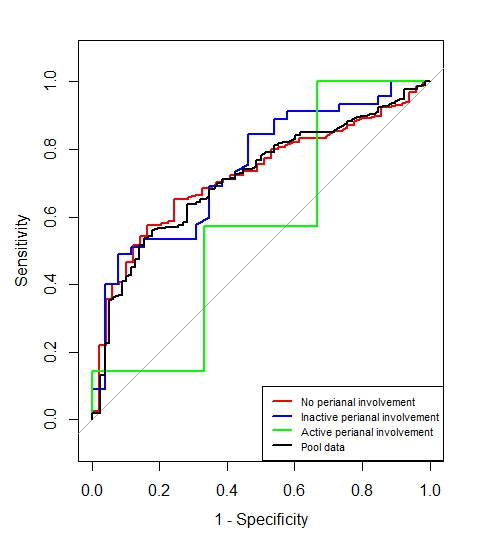 1.0
0.8
0.6
0.4
0.2
0.0
Sensitivity
No perianal involvement
Inactive perianal involvement
Active perianal involvement
Pool data
0.0 0.2 0.4 0.6 0.8 1.0
1 - Specificity